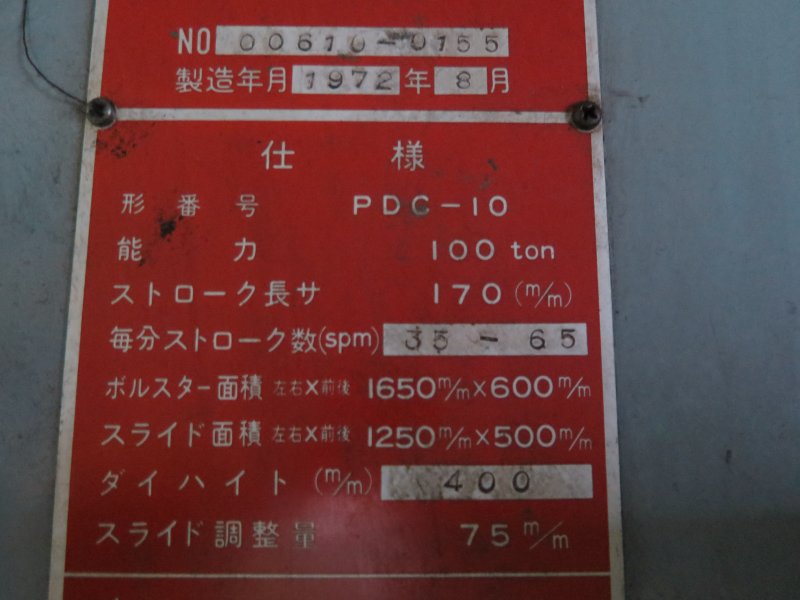 NO 00610-0155
製造年月 1972年 8月
仕 様
形番号 PDC-10
能力 100 ton
ストローク長サ 170 (m/m)
毎分ストローク数(spm) 35 - 65
ボルスター面積 左右×前後 1650m/m×600m/m
スライド面積 左右×前後 1250m/m×500m/m
ダイハイト (m/m) 400
スライド調整量 75 m/m